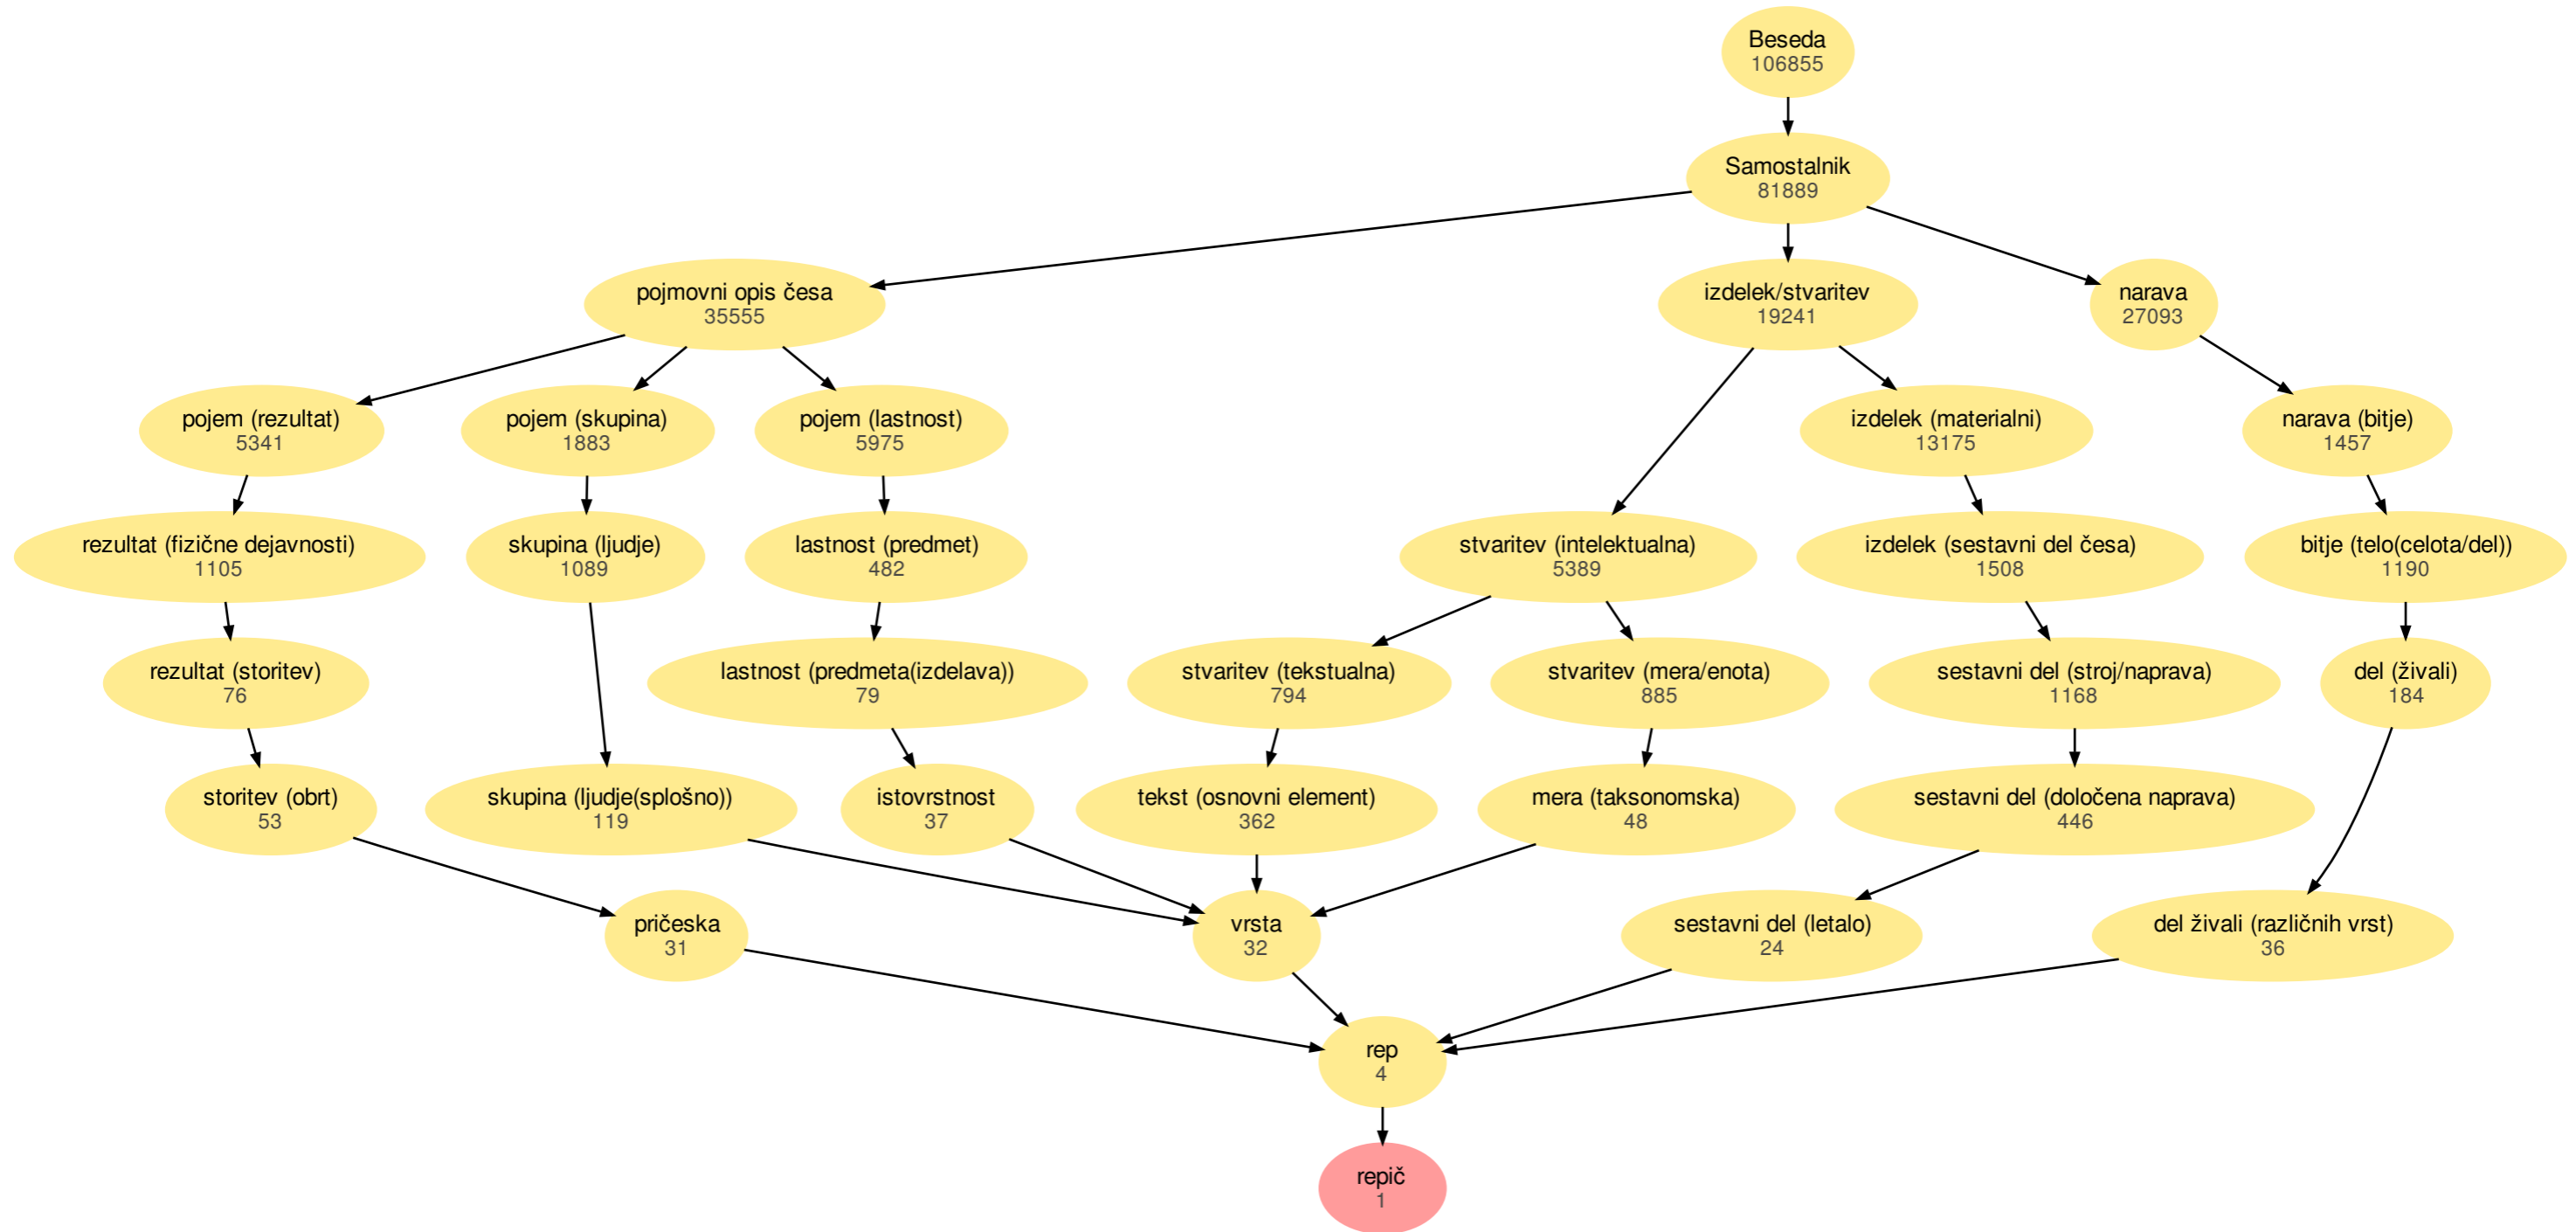 Beseda
106855
Samostalnik
81889
pojmovni opis česa
35555
izdelek/stvaritev
19241
narava
27093
pojem (rezultat)
5341
pojem (skupina)
1883
pojem (lastnost)
5975
izdelek (materialni)
13175
narava (bitje)
1457
rezultat (fizične dejavnosti)
1105
skupina (ljudje)
1089
lastnost (predmet)
482
stvaritev (intelektualna)
5389
izdelek (sestavni del česa)
1508
bitje (telo(celota/del))
1190
rezultat (storitev)
76
lastnost (predmeta(izdelava))
79
stvaritev (tekstualna)
794
stvaritev (mera/enota)
885
sestavni del (stroj/naprava)
1168
del (živali)
184
storitev (obrt)
53
skupina (ljudje(splošno))
119
istovrstnost
37
tekst (osnovni element)
362
mera (taksonomska)
48
sestavni del (določena naprava)
446
pričeska
31
vrsta
32
sestavni del (letalo)
24
del živali (različnih vrst)
36
rep
4
repič
1